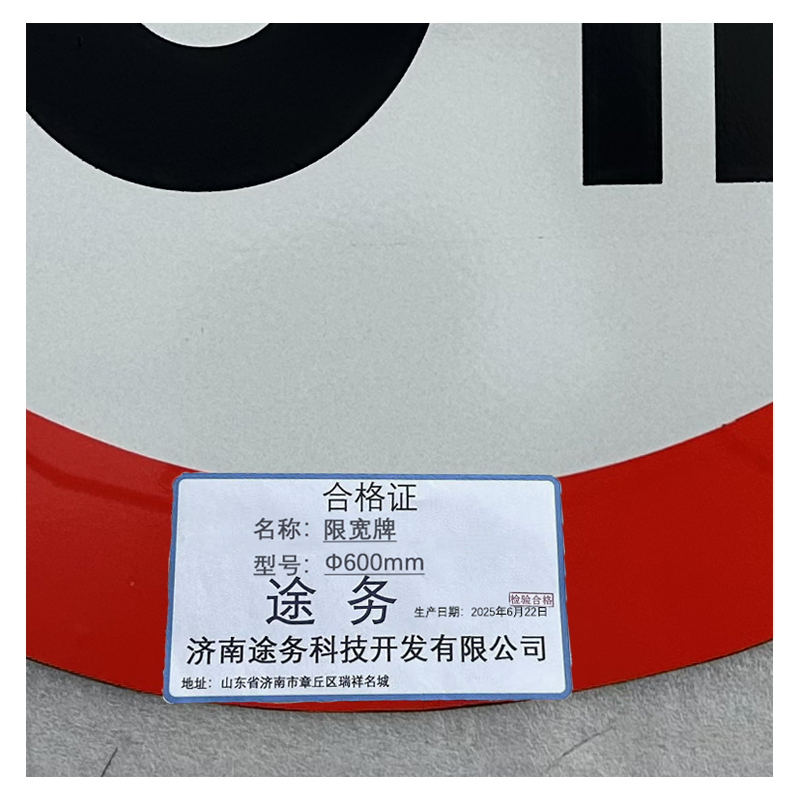 合格证
名称：限宽牌
型号：Φ600mm
途务
检验合格
生产日期：2025年6月22日
济南途务科技开发有限公司
地址：山东省济南市章丘区瑞祥名城